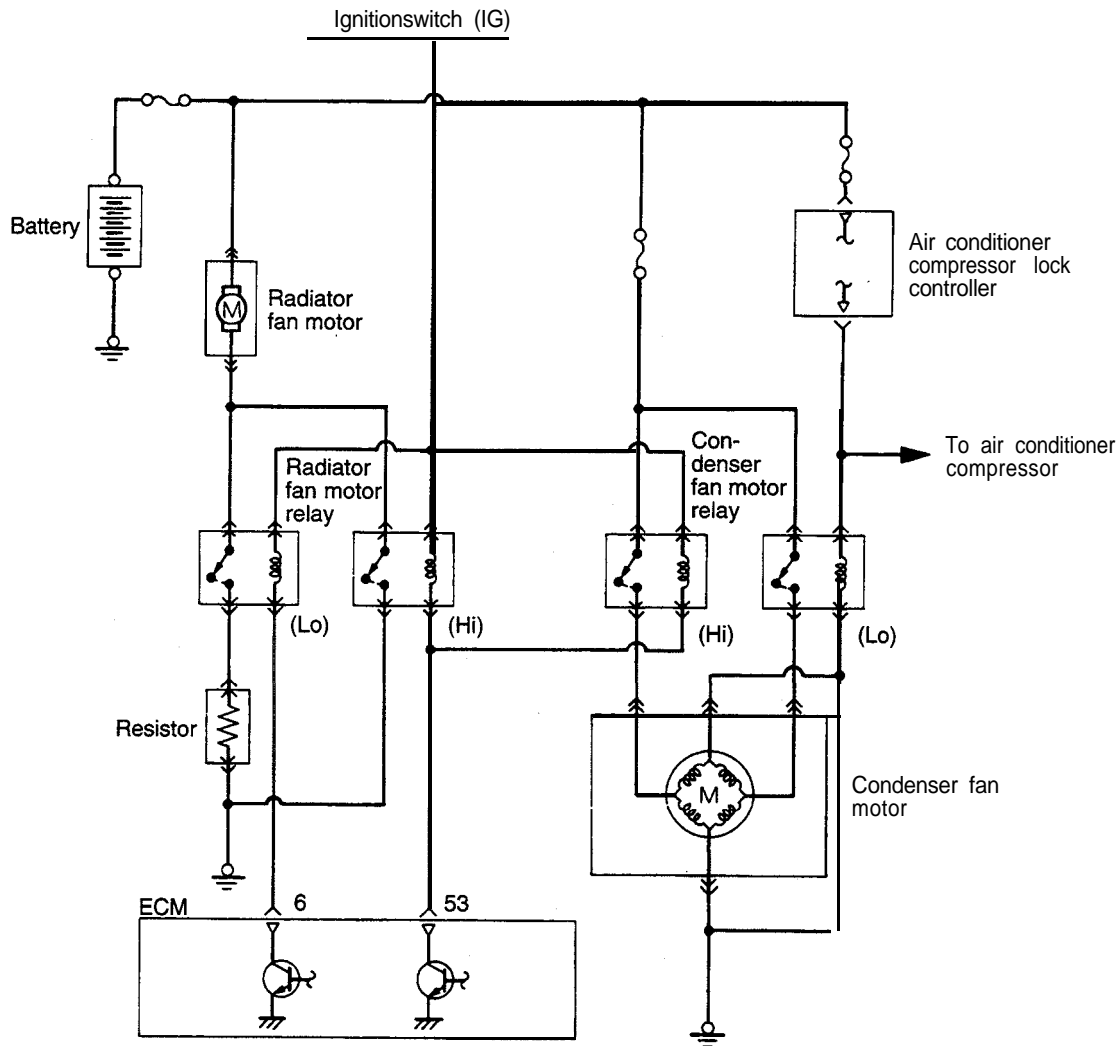 Ignitionswitch (IG)
Battery
Radiator
fan motor
M
Air conditioner
compressor lock
controller
Radiator
fan motor
relay
Con-
denser
fan motor
relay
To air conditioner
compressor
(Lo)
(Hi)
(Hi)
(Lo)
Resistor
M
Condenser fan
motor
ECM
6
53